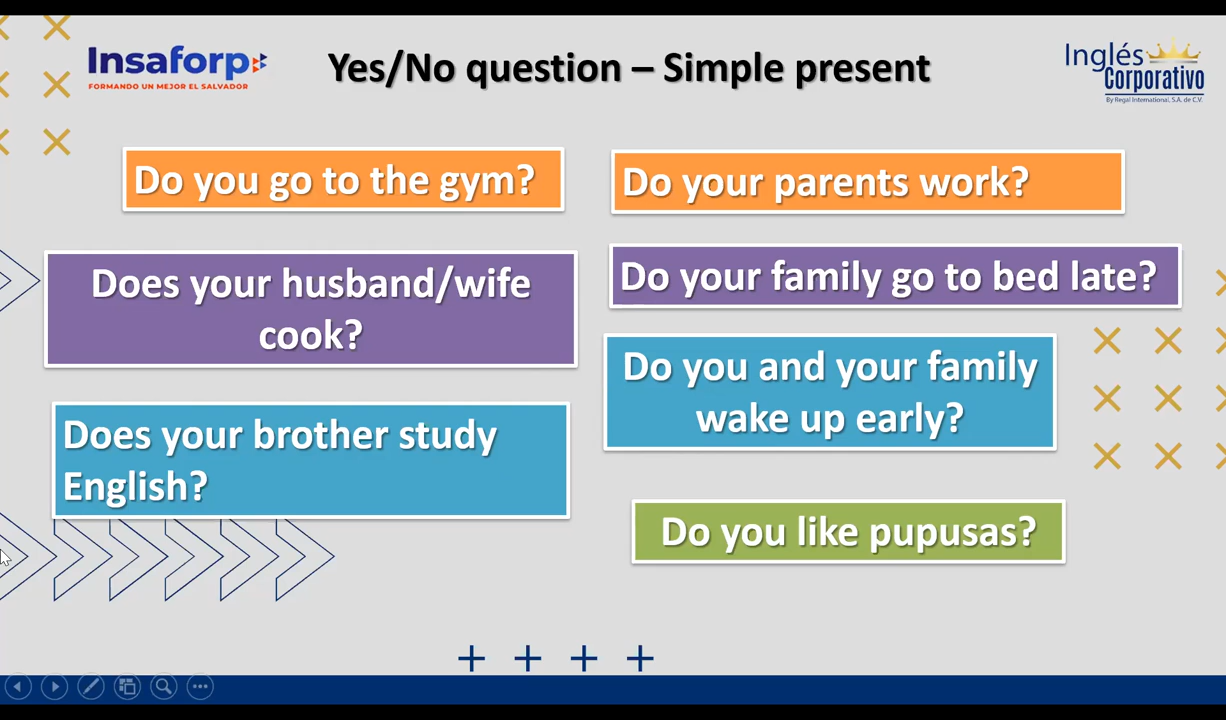 Insaforp
FORMANDO UN MEJOR EL SALVADOR
Yes/No question – Simple present
Inglés
Corporativo
By Regal International, S.A. de C.V.
Do you go to the gym?
Do your parents work?
Does your husband/wife
cook?
Do your family go to bed late?
Do you and your family
wake up early?
Does your brother study
English?
Do you like pupusas?